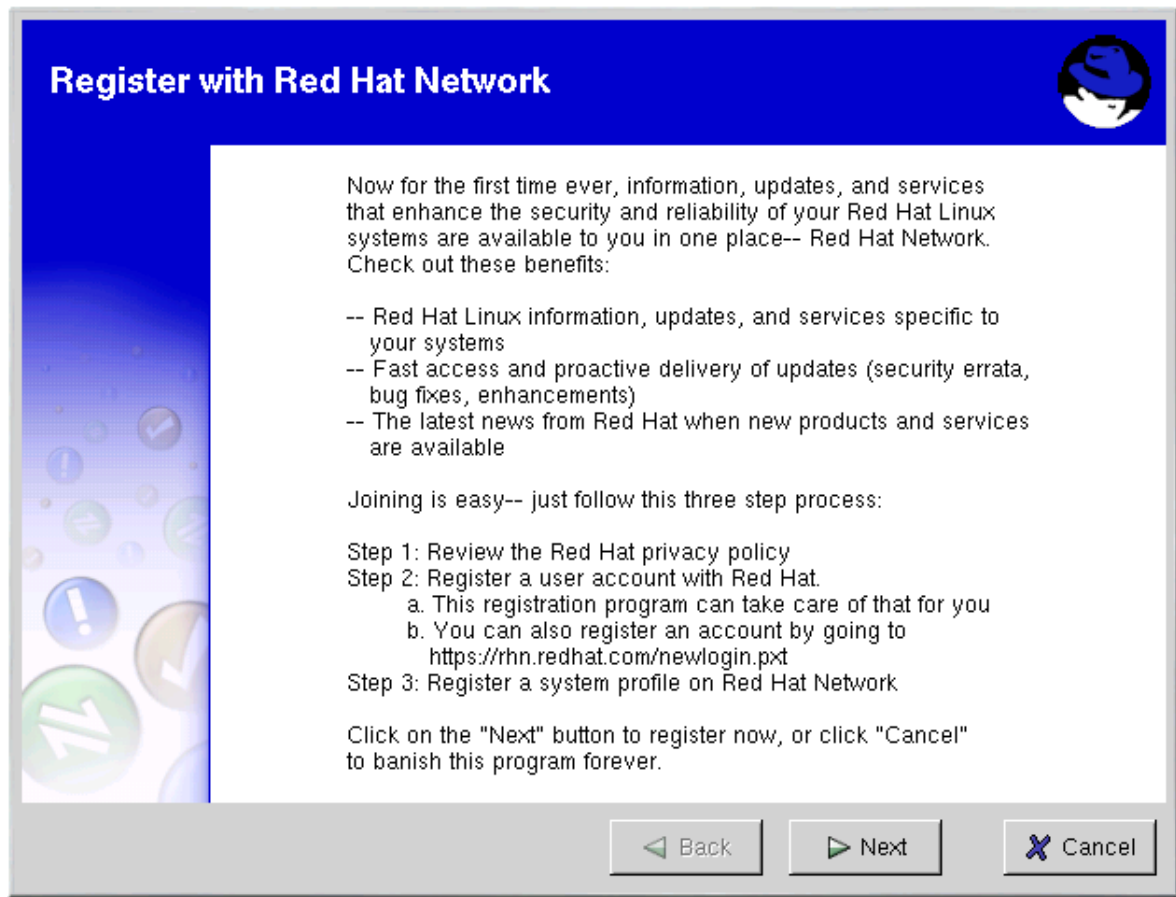 Register with Red Hat Network
Now for the first time ever, information, updates, and services
that enhance the security and reliability of your Red Hat Linux
systems are available to you in one place-- Red Hat Network.
Check out these benefits:
-- Red Hat Linux information, updates, and services specific to
your systems
-- Fast access and proactive delivery of updates (security errata,
bug fixes, enhancements)
-- The latest news from Red Hat when new products and services
are available
Joining is easy-- just follow this three step process:
Step 1: Review the Red Hat privacy policy
Step 2: Register a user account with Red Hat.
a. This registration program can take care of that for you
b. You can also register an account by going to
https://rhn.redhat.com/newlogin.pxt
Step 3: Register a system profile on Red Hat Network
Click on the "Next" button to register now, or click "Cancel"
to banish this program forever.
Back Next Cancel